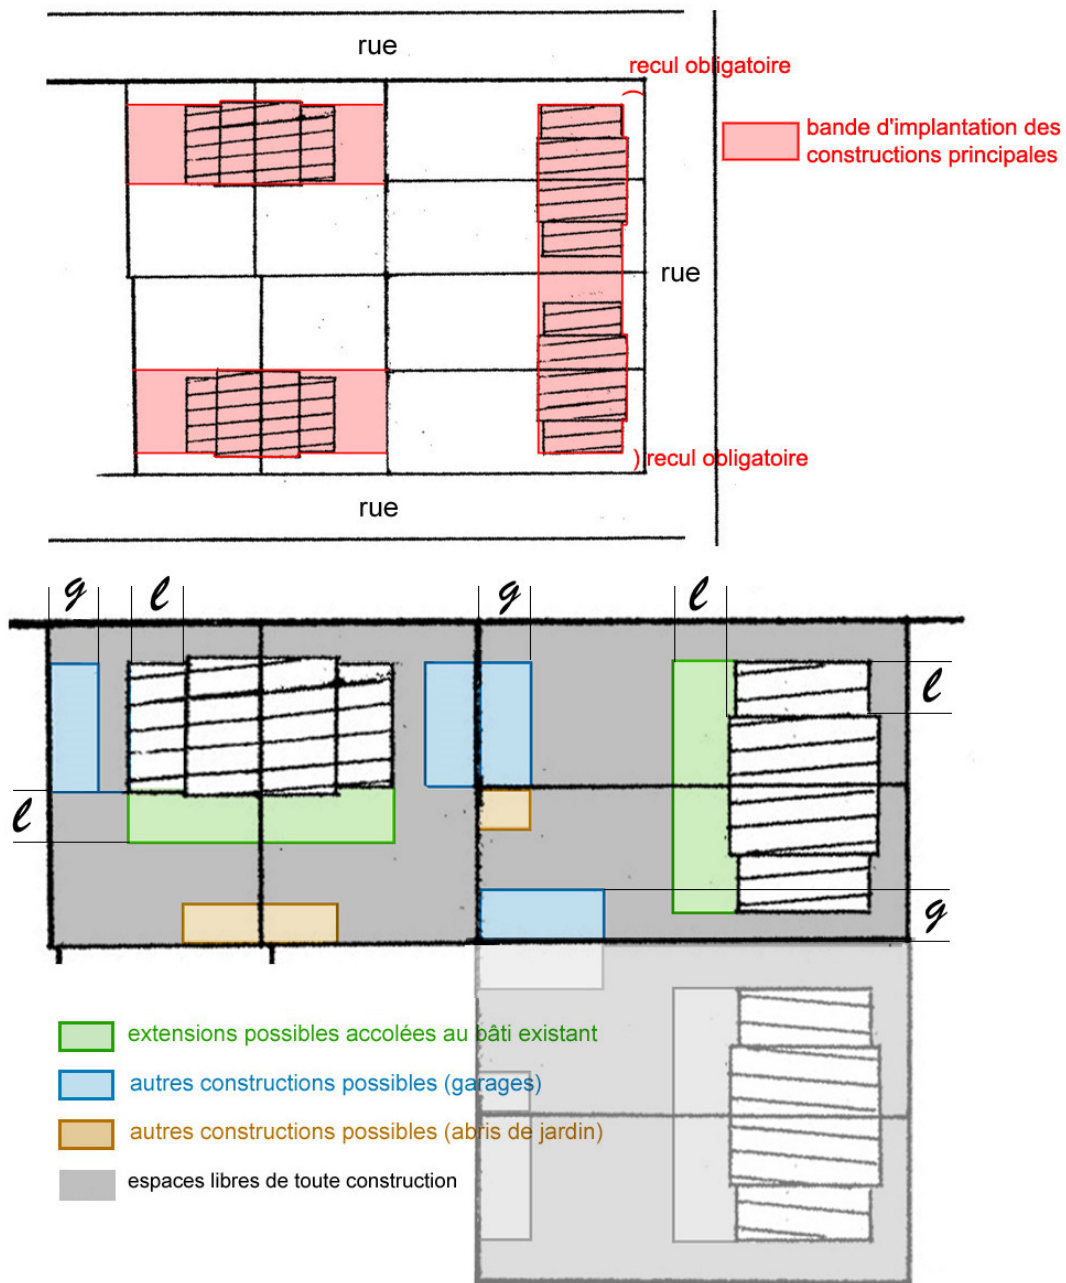 rue
recul obligatoire
bande d'implantation des
constructions principales
rue
) recul obligatoire
rue
g
l
g
l
l
l
g
extensions possibles accolées au bâti existant
autres constructions possibles (garages)
autres constructions possibles (abris de jardin)
espaces libres de toute construction